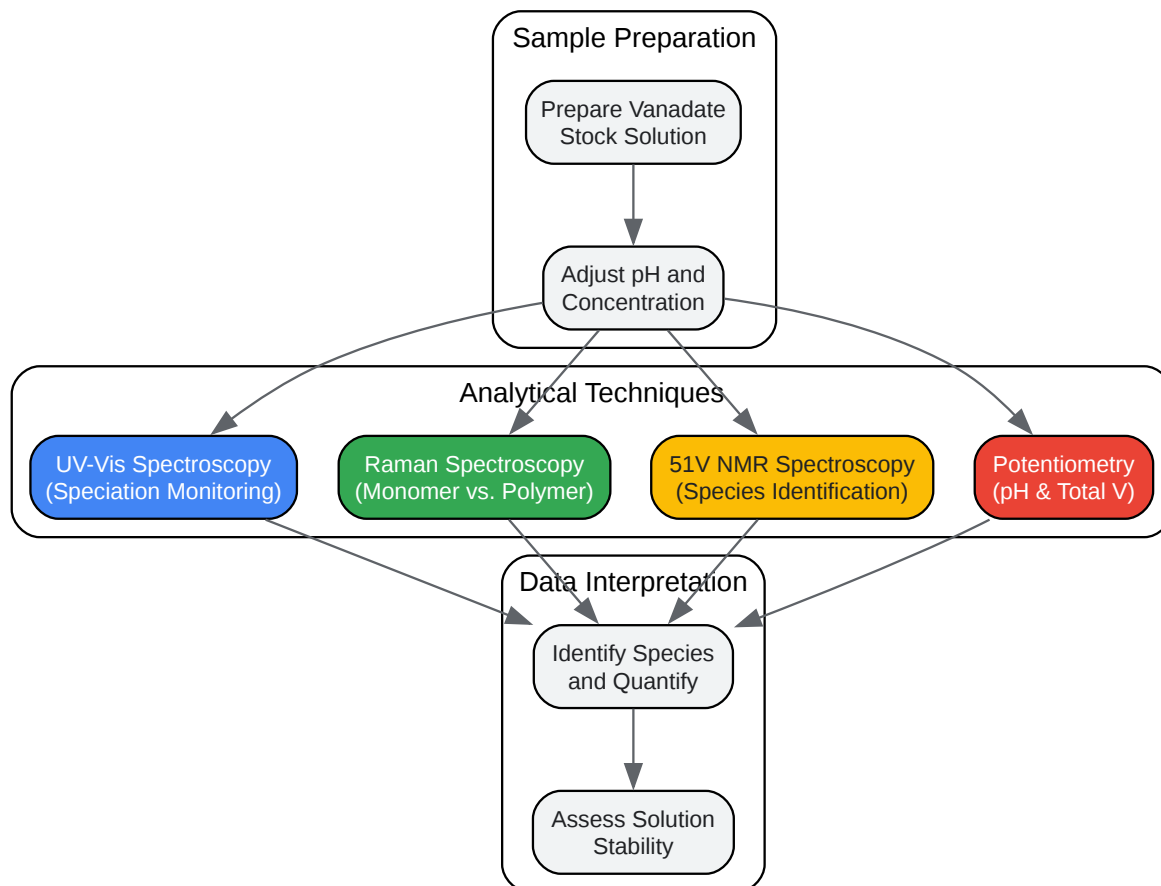 Sample Preparation
Prepare Vanadate
Stock Solution
Adjust pH and
Concentration
Analytical Techniques
UV-Vis Spectroscopy
(Speciation Monitoring)
Raman Spectroscopy
(Monomer vs. Polymer)
51V NMR Spectroscopy
(Species Identification)
Potentiometry
(pH & Total V)
Data Interpretation
Identify Species
and Quantify
Assess Solution
Stability